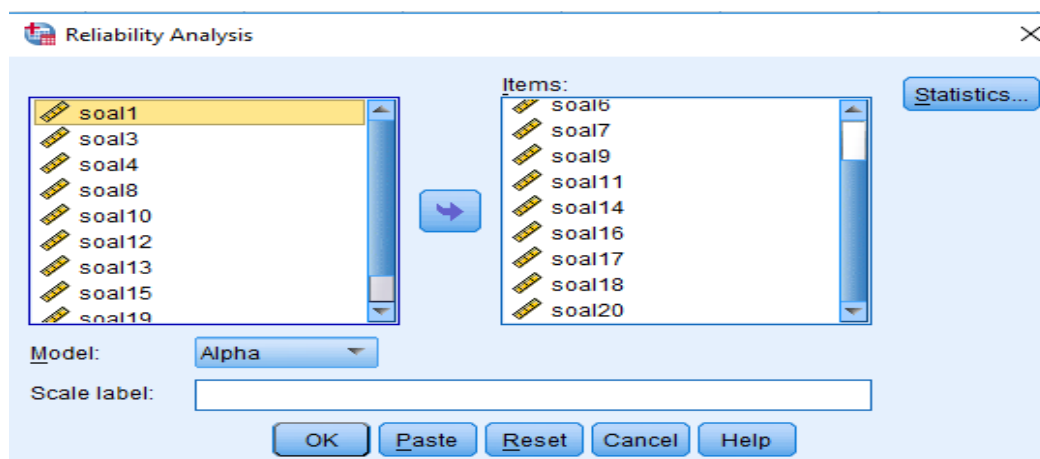 Reliability Analysis
Items:
Statistics...
soal1
soal3
soal4
soal8
soal10
soal12
soal13
soal15
soal19
soal6
soal7
soal9
soal11
soal14
soal16
soal17
soal18
soal20
Model: Alpha
Scale label:
OK Paste Reset Cancel Help